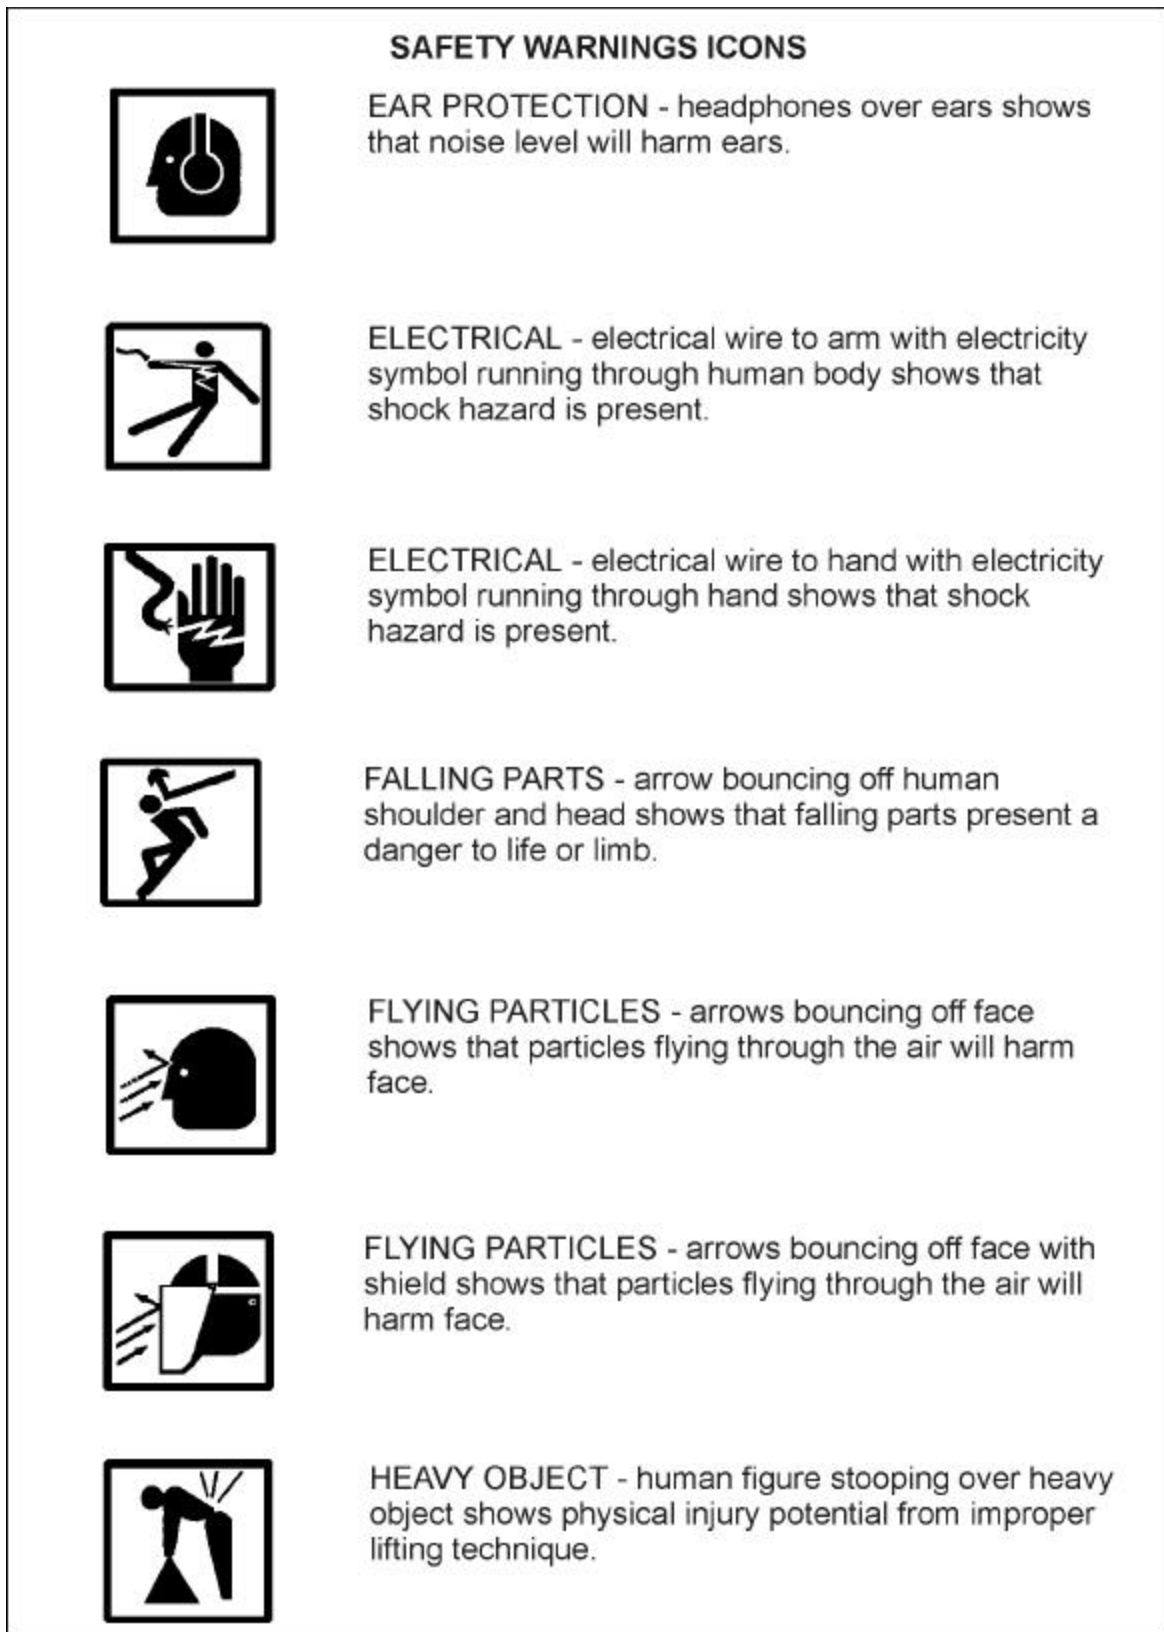 SAFETY WARNINGS ICONS
EAR PROTECTION - headphones over ears shows
that noise level will harm ears.
ELECTRICAL - electrical wire to arm with electricity
symbol running through human body shows that
shock hazard is present.
ELECTRICAL - electrical wire to hand with electricity
symbol running through hand shows that shock
hazard is present.
FALLING PARTS - arrow bouncing off human
shoulder and head shows that falling parts present a
danger to life or limb.
FLYING PARTICLES - arrows bouncing off face
shows that particles flying through the air will harm
face.
FLYING PARTICLES - arrows bouncing off face with
shield shows that particles flying through the air will
harm face.
HEAVY OBJECT - human figure stooping over heavy
object shows physical injury potential from improper
lifting technique.